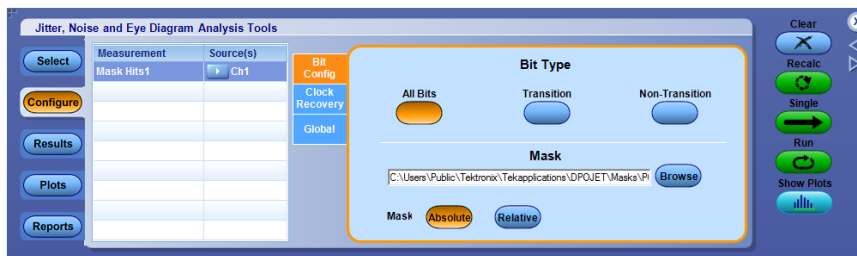 Jitter, Noise and Eye Diagram Analysis Tools
Clear
Select
Measurement
Source(s)
Mask Hits1
Ch1
Configure
Results
Plots
Reports
Bit
Config
Clock
Recovery
Global
Bit Type
All Bits
Transition
Non-Transition
Mask
C:\Users\Public\Tektronix\Tekapplications\DPOJET\Masks\P
Browse
Mask
Absolute
Relative
Recalc
Single
Run
Show Plots